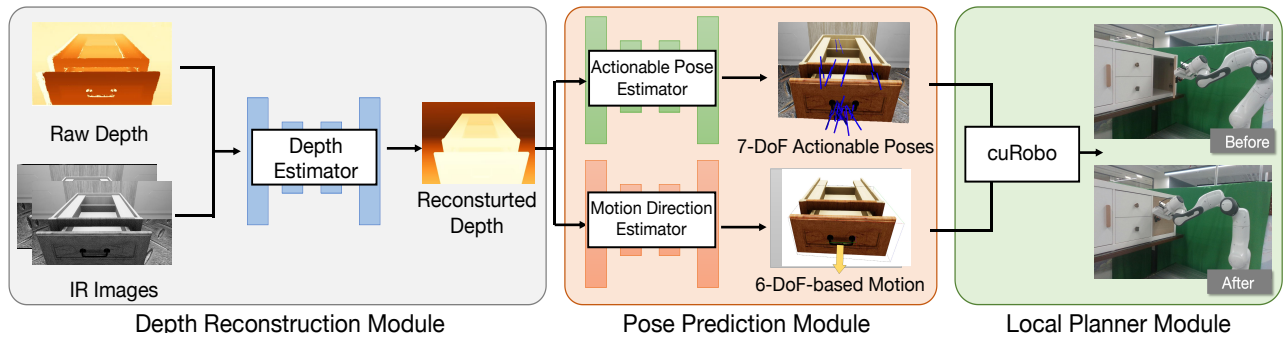 Raw Depth
IR Images
Depth
Estimator
Reconsturted
Depth
Depth Reconstruction Module
Actionable Pose
Estimator
7-DoF Actionable Poses
Motion Direction
Estimator
6-DoF-based Motion
Pose Prediction Module
cuRobo
Before
After
Local Planner Module